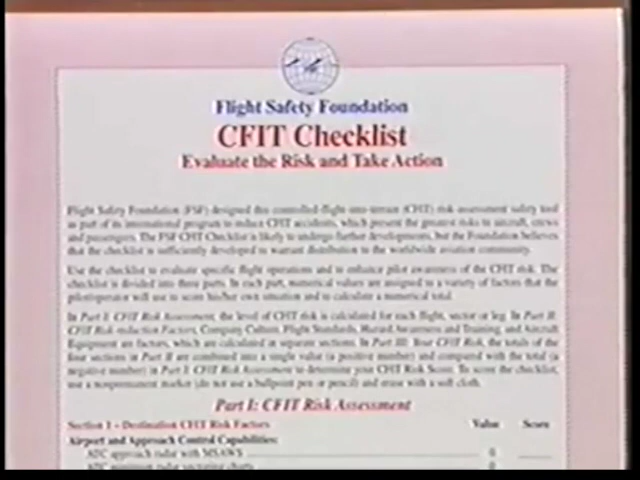 Flight Safety Foundation
CFIT Checklist
Evaluate the Risk and Take Action
Flight Safety Foundation (FSF) designed this controlled-flight-into-terrain (CFIT) risk-assessment safety tool
as part of its international program to reduce CFIT accidents, which present the greatest risks to aircraft, crews
and passengers. The FSF CFIT Checklist is likely to undergo further developments, but the Foundation believes
that the checklist is sufficiently developed to warrant distribution to the worldwide aviation community.
Use the checklist to evaluate specific flight operations and to enhance pilot awareness of the CFIT risk. The
checklist is divided into three parts. In each part, numerical values are assigned to a variety of factors that the
pilot/operator will use to score his/her own situation and to calculate a numerical total.
In Part I: CFIT Risk Assessment, the level of CFIT risk is calculated for each flight, sector or leg. In Part II:
CFIT Risk-reduction Factors, Company Culture, Flight Standards, Hazard Awareness and Training, and Aircraft
Equipment are factors, which are calculated in separate sections. In Part III: Your CFIT Risk, the totals of the
four sections in Part II are combined into a single value (a positive number) and compared with the total (a
negative number) in Part I: CFIT Risk Assessment to determine your CFIT Risk Score. To score the checklist,
use a nonpermanent marker (do not use a ballpoint pen or pencil) and erase with a soft cloth.
Part I: CFIT Risk Assessment
Section 1 – Destination CFIT Risk Factors Value Score
Airport and Approach Control Capabilities:
ATC approach radar with MSAWS 0
ATC minimum radar vectoring charts 0